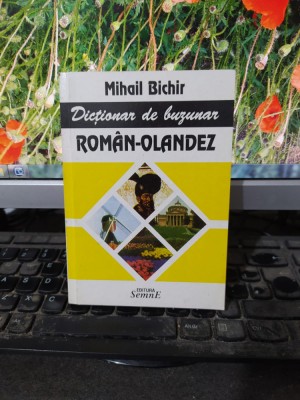 Mihail Bichir
Dicționar de buzunar
ROMÂN-OLANDEZ
EDITURA
SemnE